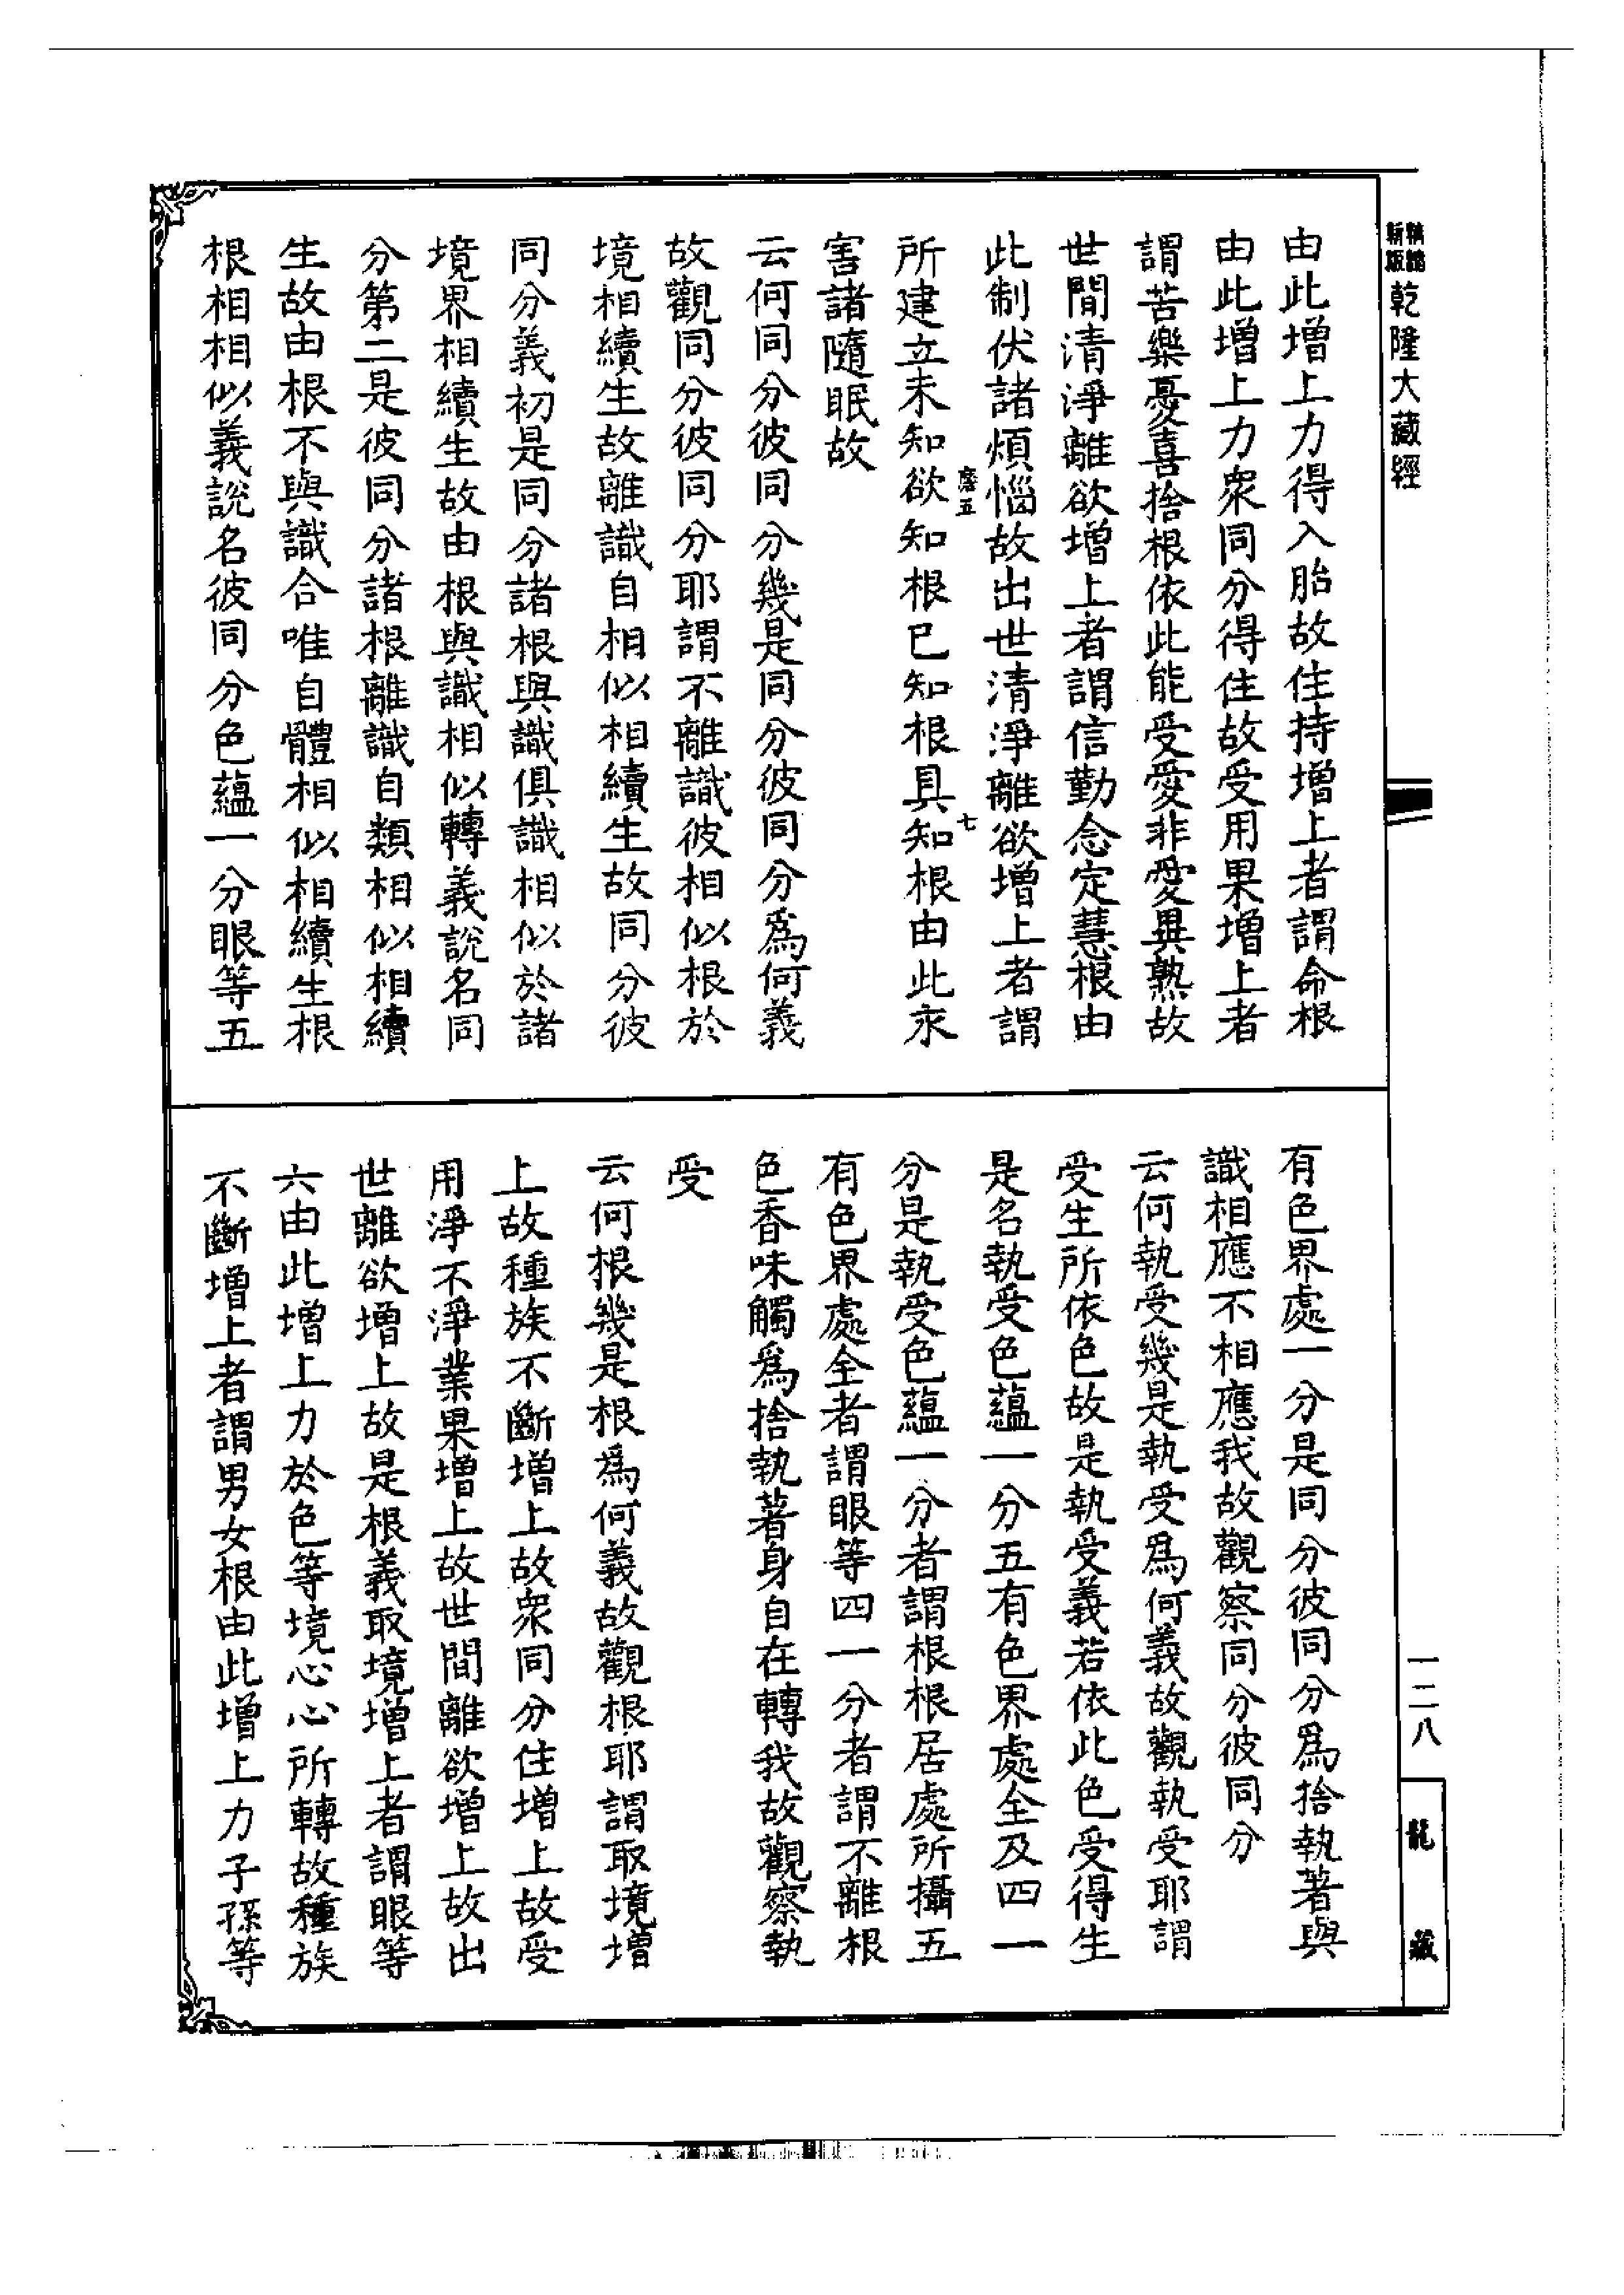 新版
精縮
乾隆大藏經
一二八
龍藏
由此增上力得入胎故住持增上者謂命根
由此增上力衆同分得住故受用果增上者
謂苦樂憂喜捨根依此能受愛非愛異熟故
世間清淨離欲增上者謂信勤念定慧根由
此制伏諸煩惱故出世清淨離欲增上者謂
所建立未知欲知根已知根具知根由此永
害諸隨眠故
云何同分彼同分幾是同分彼同分爲何義
故觀同分彼同分耶謂不離識彼相似根於
境相續生故離識自相似相續生故同分彼
同分義初是同分諸根與識俱識相似於諸
境界相續生故由根與識相似轉義說名同
分第二是彼同分諸根離識自類相似相續
生故由根不與識合唯自體相似相續生根
根相相似義說名彼同分色蘊一分眼等五
有色界處一分是同分彼同分爲捨執著與
識相應不相應我故觀察同分彼同分
云何執受幾是執受爲何義故觀執受耶謂
受生所依色故是執受義若依此色受得生
是名執受色蘊一分五有色界處全及四一
分是執受色蘊一分者謂根根居處所攝五
有色界處全者謂眼等四一分者謂不離根
色香味觸爲捨執著身自在轉我故觀察執
受
云何根幾是根爲何義故觀根耶謂取境增
上故種族不斷增上故衆同分住增上故受
用淨不淨業果增上故世間離欲增上故出
世離欲增上故是根義取境增上者謂眼等
六由此增上力於色等境心心所轉故種族
不斷增上者謂男女根由此增上力子孫等